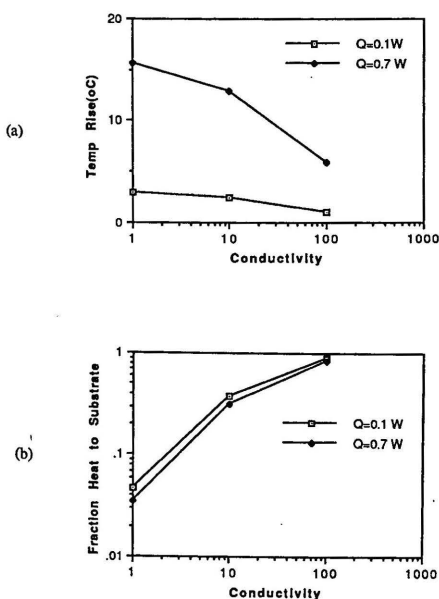 (a)
Temp Rise(oC)
20
10
0
Q=0.1W
Q=0.7 W
1
10
100
1000
Conductivity
(b)
Fraction Heat to Substrate
1
.1
.01
Q=0.1 W
Q=0.7 W
1
10
100
1000
Conductivity